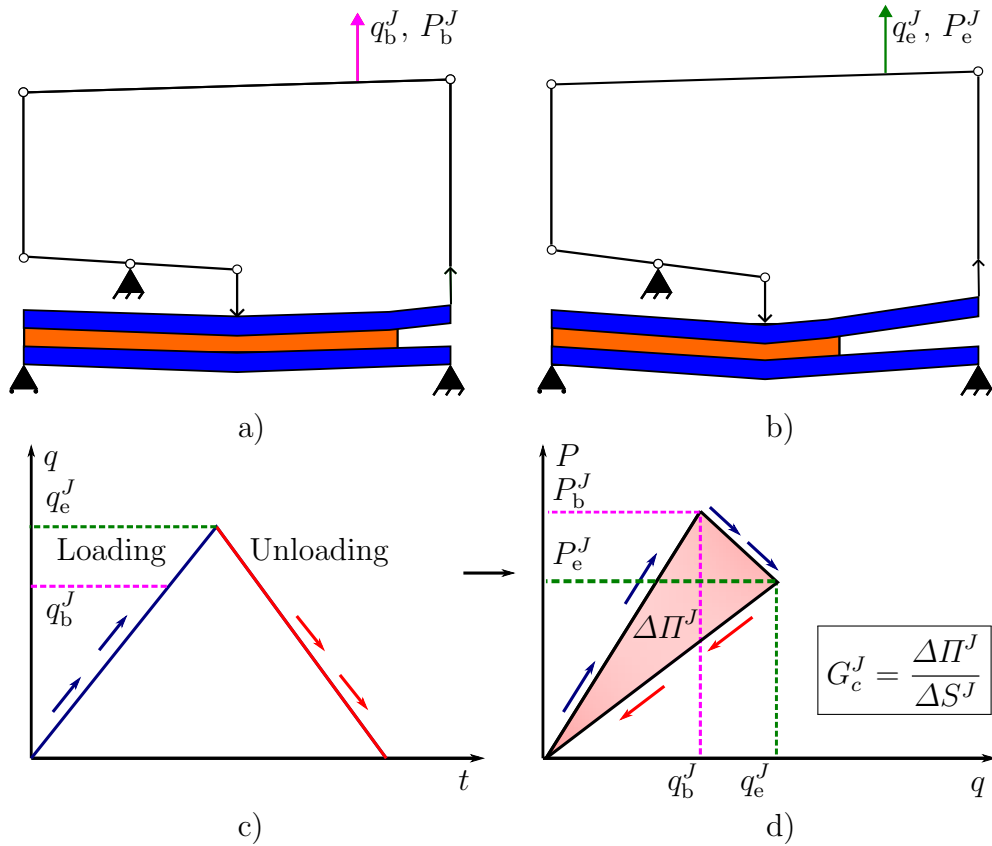 q_b^J, P_b^J
q_e^J, P_e^J
a)
b)
q
q_e^J
Loading
Unloading
q_b^J
t
c)
P
P_b^J
P_e^J
ΔΠ^J
G_c^J = ΔΠ^J / ΔS^J
q_b^J
q_e^J
q
d)